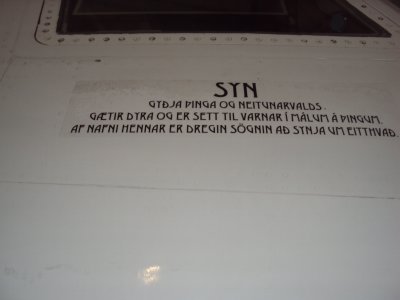 SYN
GYÐJA ÞINGA OG NEITUNARVALDS.
GÆTIR DYRA OG ER SETT TIL VARNAR Í MÁLUM Á ÞINGUM.
AF NAFNI HENNAR ER DREGIN SÖGNIN AÐ SYNJA UM EITTHVAÐ.